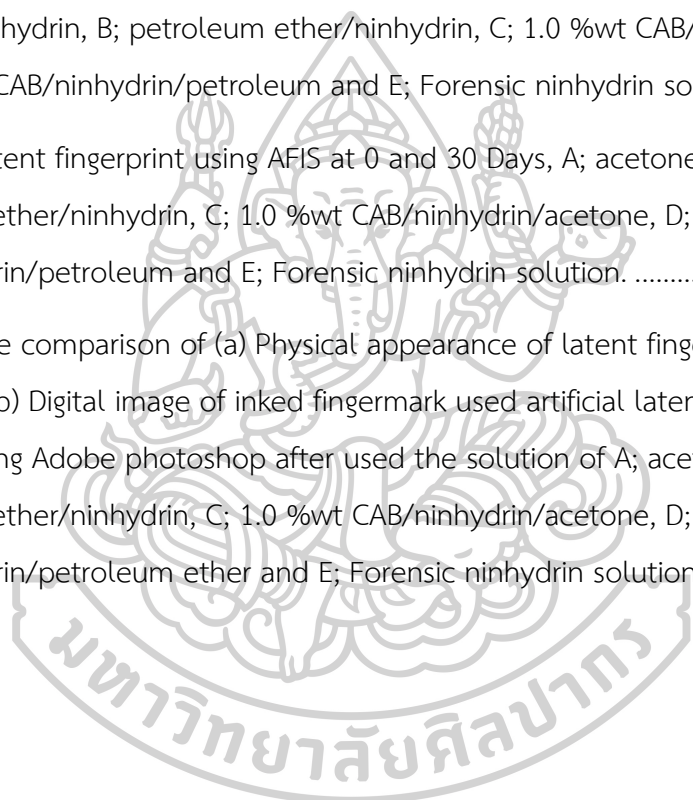 hydrin, B; petroleum ether/ninhydrin, C; 1.0 %wt CAB/
CAB/ninhydrin/petroleum and E; Forensic ninhydrin so
tent fingerprint using AFIS at 0 and 30 Days, A; acetone
ether/ninhydrin, C; 1.0 %wt CAB/ninhydrin/acetone, D;
rin/petroleum and E; Forensic ninhydrin solution. ..........
e comparison of (a) Physical appearance of latent fing
o) Digital image of inked fingermark used artificial later
ng Adobe photoshop after used the solution of A; ace
ether/ninhydrin, C; 1.0 %wt CAB/ninhydrin/acetone, D;
rin/petroleum ether and E; Forensic ninhydrin solution
มหาวิทยาลัยศิลปากร